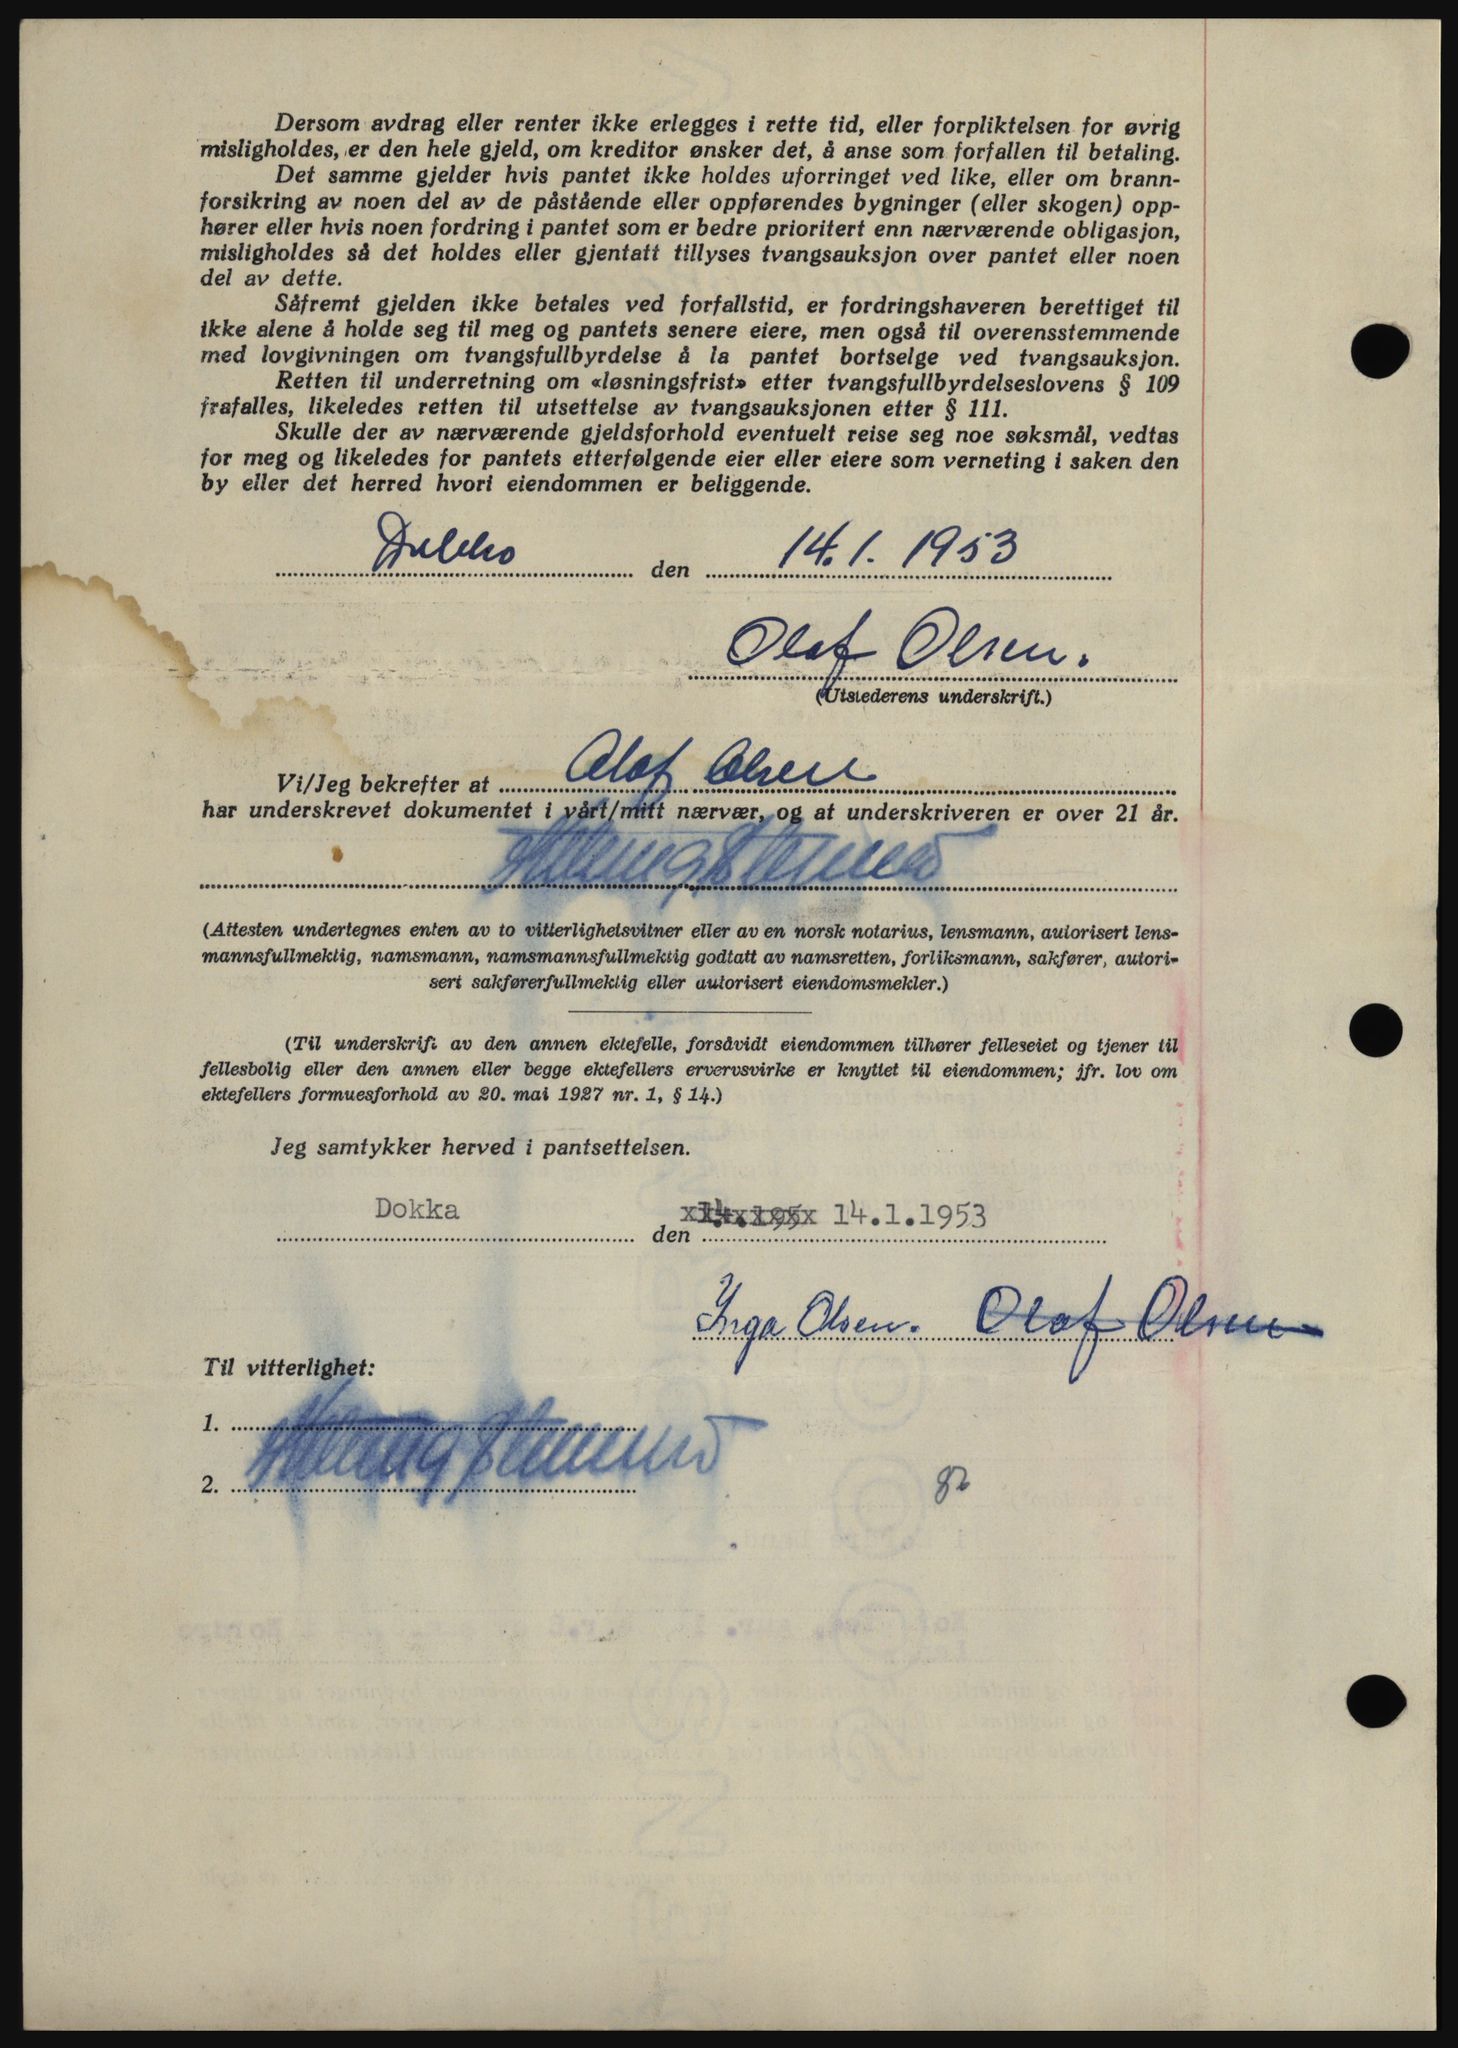 Dersom avdrag eller renter ikke erlegges i rette tid, eller forpliktelsen for øvrig
misligholdes, er den hele gjeld, om kreditor ønsker det, å anse som forfallen til betaling.
Det samme gjelder hvis pantet ikke holdes uforringet ved like, eller om brann-
forsikring av noen del av de påstående eller oppførendes bygninger (eller skogen) opp-
hører eller hvis noen fordring i pantet som er bedre prioritert enn nærværende obligasjon,
misligholdes så det holdes eller gjentatt tillyses tvangsauksjon over pantet eller noen
del av dette.
Såfremt gjelden ikke betales ved forfallstid, er fordringshaveren berettiget til
ikke alene å holde seg til meg og pantets senere eiere, men også til overensstemmende
med lovgivningen om tvangsfullbyrdelse å la pantet bortselge ved tvangsauksjon.
Retten til underretning om «løsningsfrist» etter tvangsfullbyrdelseslovens § 109
frafalles, likeledes retten til utsettelse av tvangsauksjonen etter § 111.
Skulle der av nærværende gjeldsforhold eventuelt reise seg noe søksmål, vedtas
for meg og likeledes for pantets etterfølgende eier eller eiere som verneting i saken den
by eller det herred hvori eiendommen er beliggende.
Dokka den 14.1.1953
Olaf Olsen.
(Utstederens underskrift.)
Vi/Jeg bekrefter at Olaf Olsen
har underskrevet dokumentet i vårt/mitt nærvær, og at underskriveren er over 21 år.
(Attesten undertegnes enten av to vitterlighetsvitner eller av en norsk notarius, lensmann, autorisert lens-
mannsfullmektig, namsmann, namsmannsfullmektig godtatt av namsretten, forliksmann, sakfører, autori-
sert sakførerfullmektig eller autorisert eiendomsmekler.)
(Til underskrift av den annen ektefelle, forsåvidt eiendommen tilhører felleseiet og tjener til
fellesbolig eller den annen eller begge ektefellers ervervsvirke er knyttet til eiendommen; jfr. lov om
ektefellers formuesforhold av 20. mai 1927 nr. 1, § 14.)
Jeg samtykker herved i pantsettelsen.
Dokka den 14.1.1953
Inga Olsen. Olaf Olsen
Til vitterlighet:
1.
2.